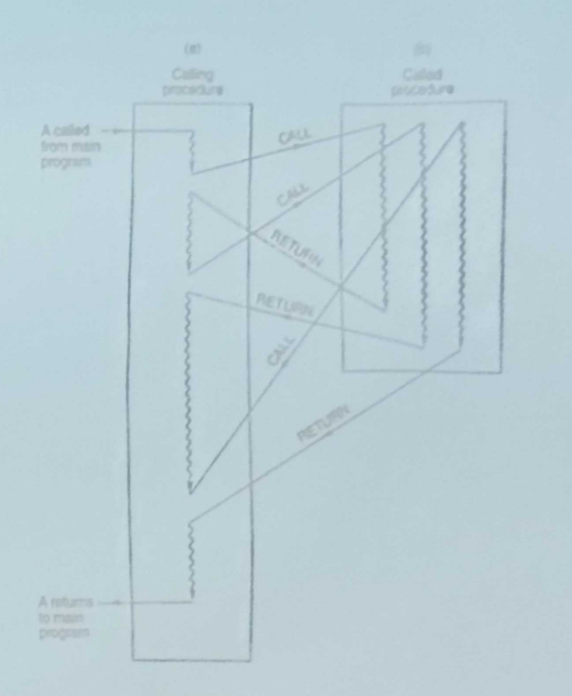 (a)
Calling
procedure
(b)
Called
procedure
A called
from main
program
CALL
CALL
RETURN
RETURN
CALL
RETURN
A returns
to main
program